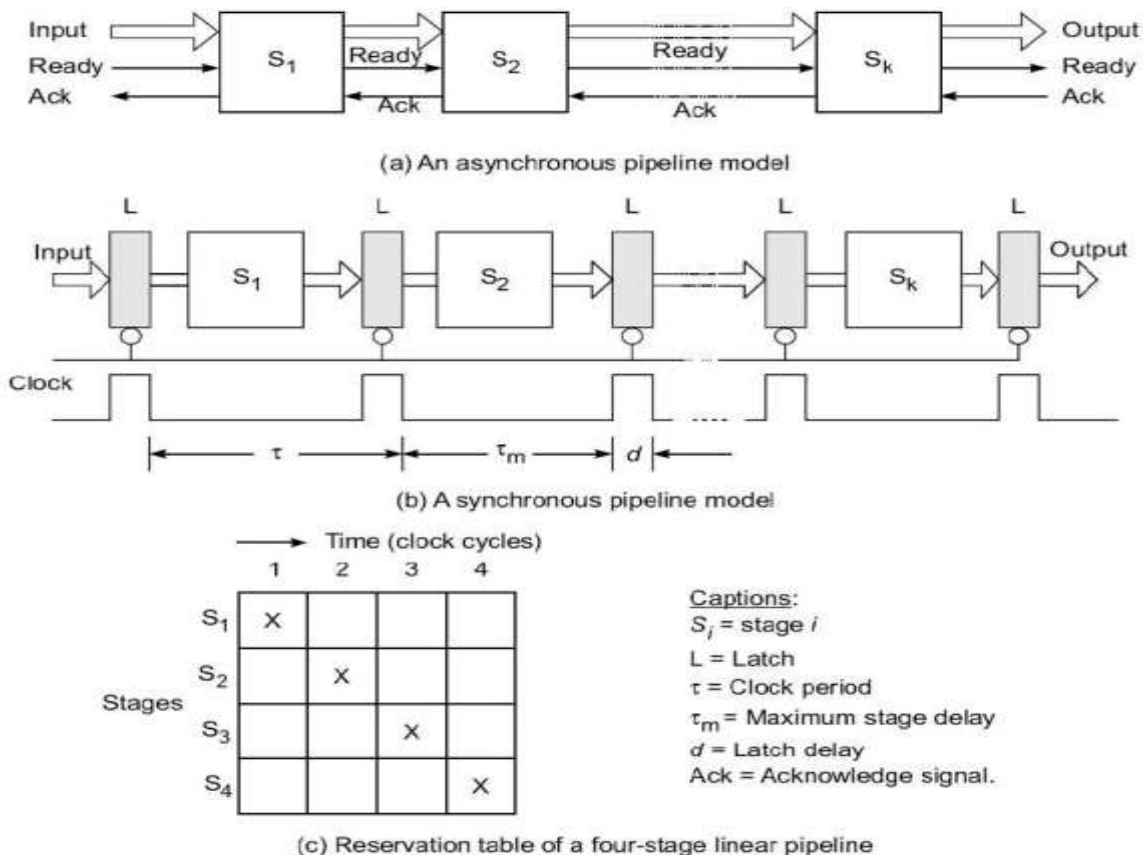 Input Output
S1 Ready S2 Ready Sk
Ready Ready
Ack Ack Ack Ack
(a) An asynchronous pipeline model
L L L L L
Input Output
S1 S2 Sk
Clock
τ τm d
(b) A synchronous pipeline model
Time (clock cycles)
1 2 3 4
S1 X
S2 X
Stages
S3 X
S4 X
Captions:
Si = stage i
L = Latch
τ = Clock period
τm = Maximum stage delay
d = Latch delay
Ack = Acknowledge signal.
(c) Reservation table of a four-stage linear pipeline